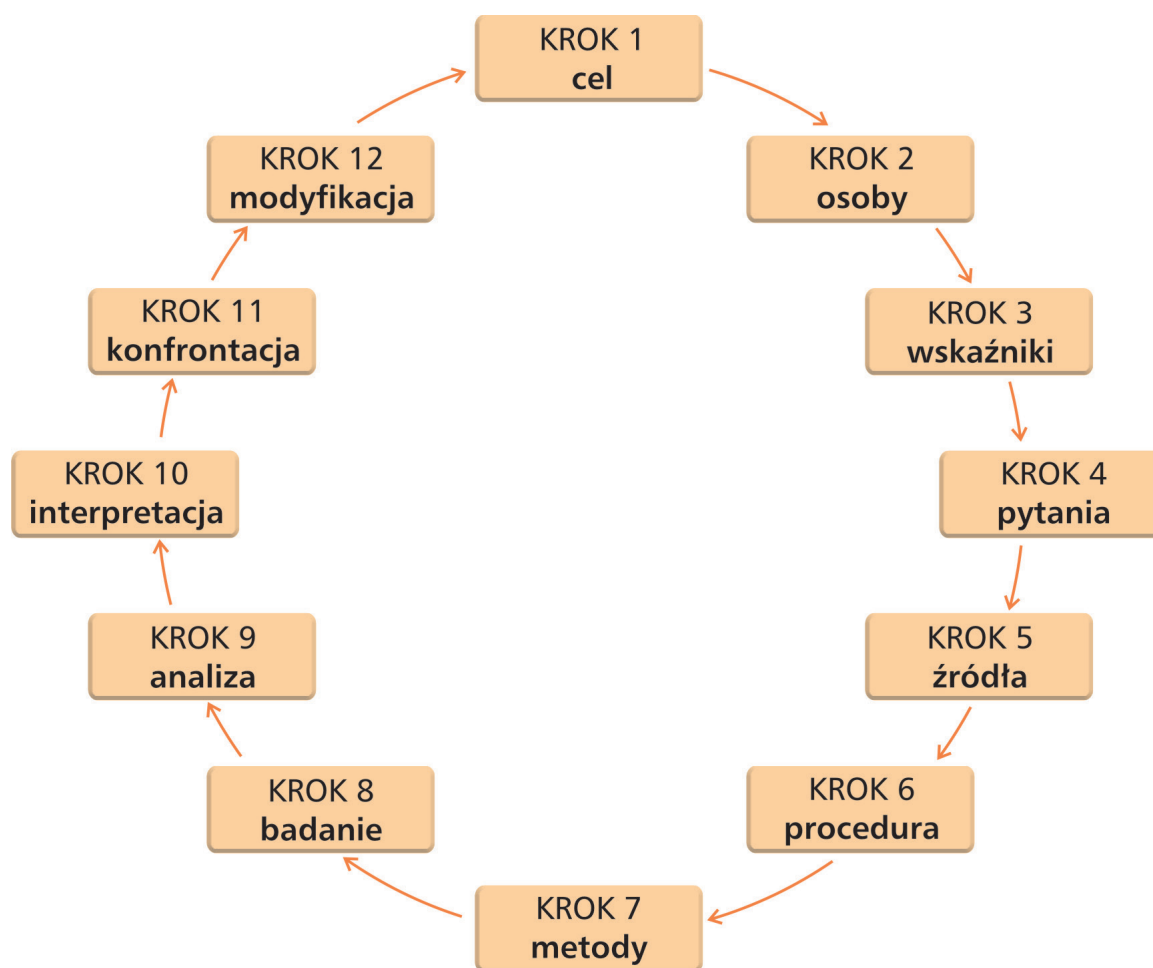 KROK 1
cel
KROK 2
osoby
KROK 3
wskaźniki
KROK 4
pytania
KROK 5
źródła
KROK 6
procedura
KROK 7
metody
KROK 8
badanie
KROK 9
analiza
KROK 10
interpretacja
KROK 11
konfrontacja
KROK 12
modyfikacja